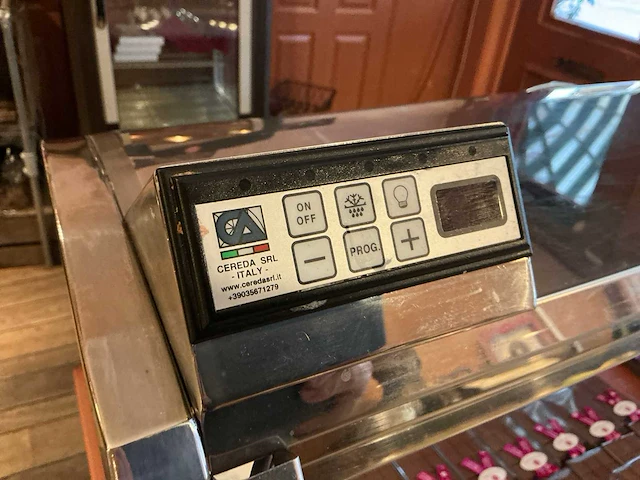 ON
OFF
PROG.
CEREDA SRL
- ITALY -
www.ceredasrl.it
+39035671279